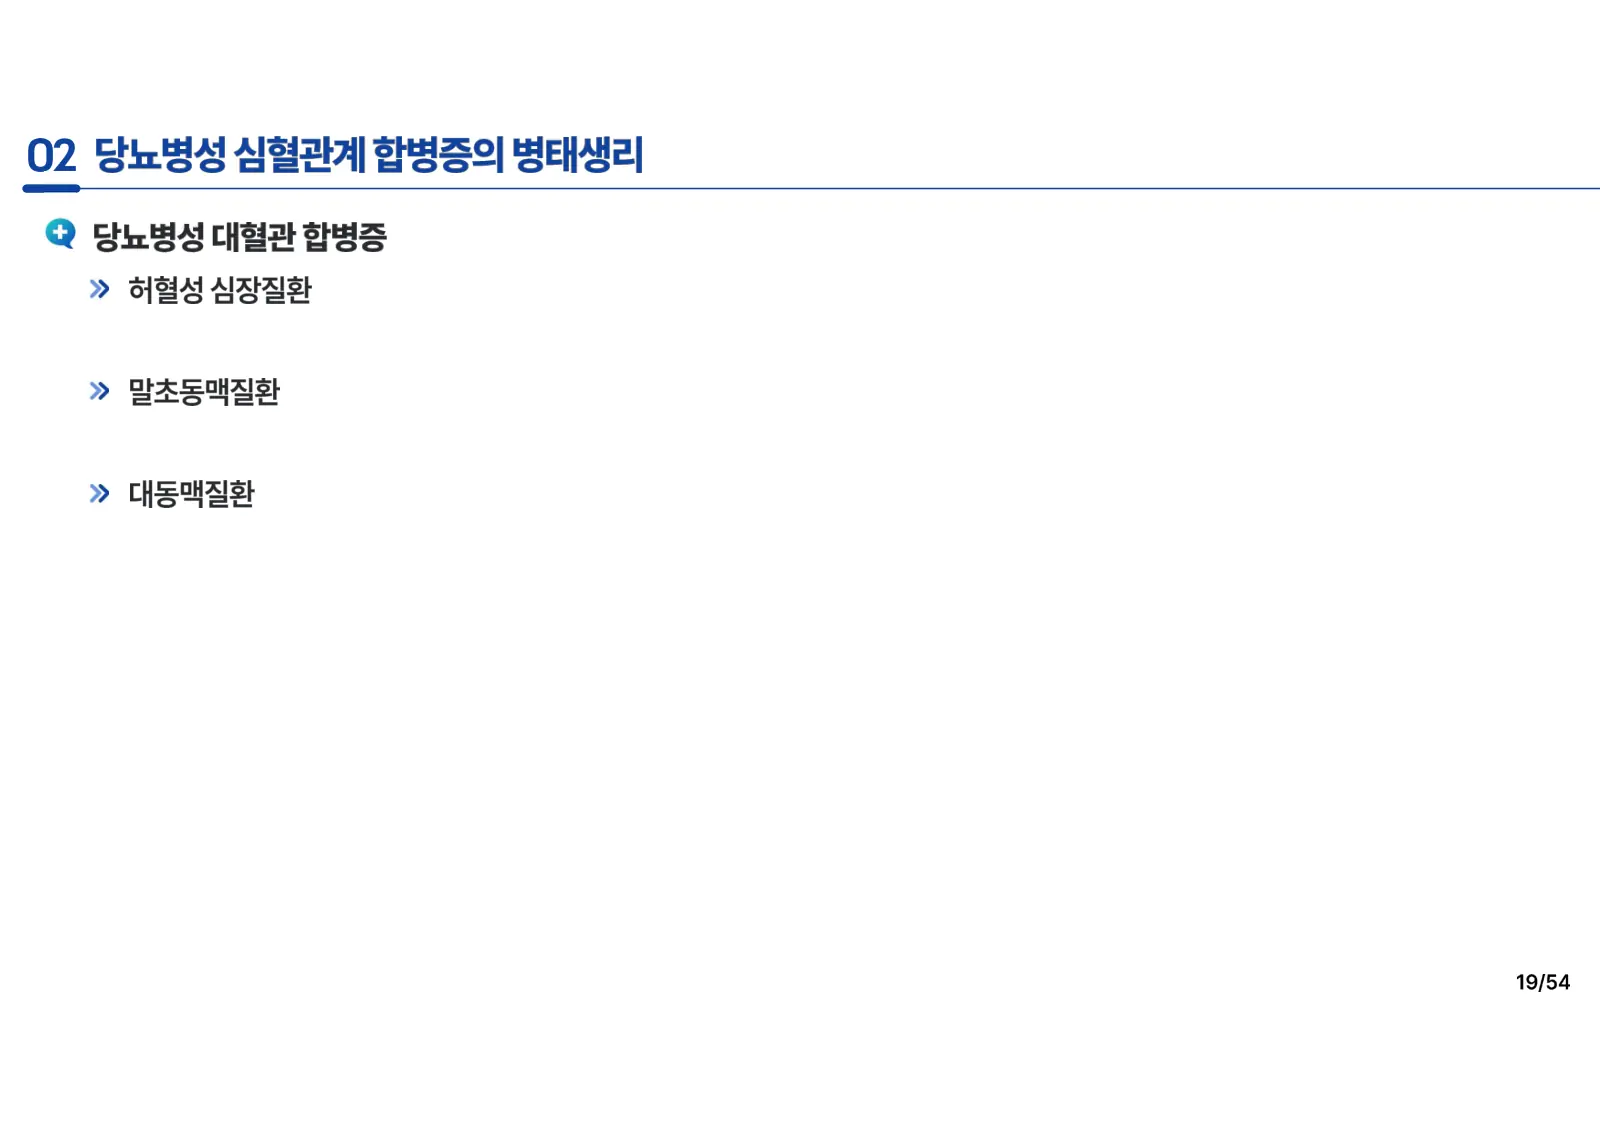 02 당뇨병성 심혈관계 합병증의 병태생리
당뇨병성 대혈관 합병증
허혈성 심장질환
말초동맥질환
대동맥질환
19/54